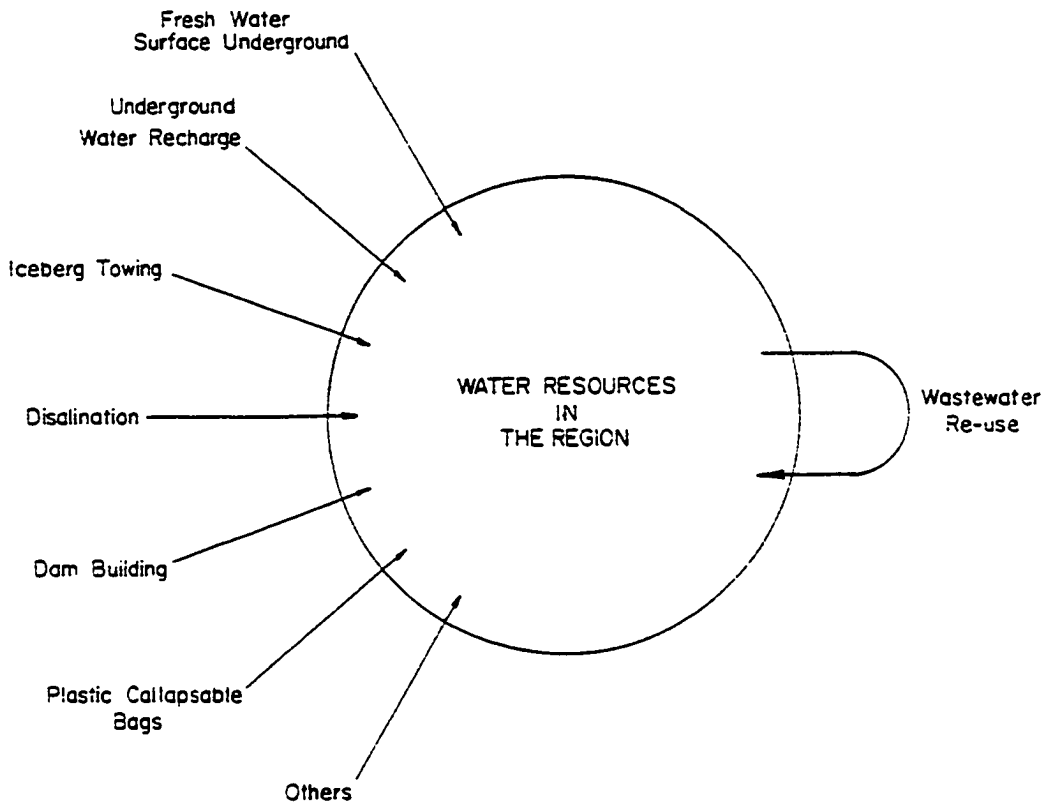 Fresh Water
Surface Underground
Underground
Water Recharge
Iceberg Towing
Disalination
Dam Building
Plastic Callapsable
Bags
Others
WATER RESOURCES
IN
THE REGION
Wastewater
Re-use